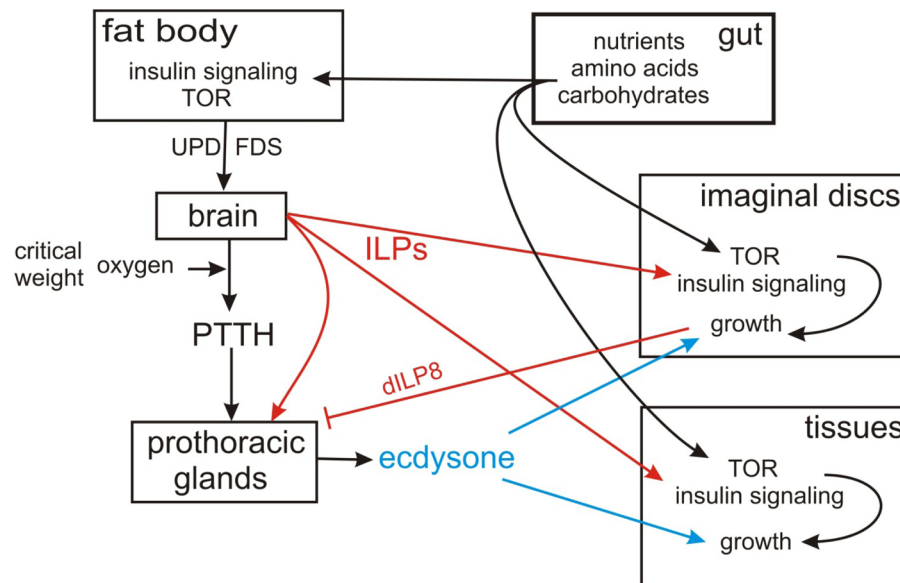 fat body
insulin signaling
TOR
gut
nutrients
amino acids
carbohydrates
UPD FDS
brain
ILPs
critical
weight
oxygen
PTTH
prothoracic
glands
ecdysone
dILP8
imaginal discs
TOR
insulin signaling
growth
tissues
TOR
insulin signaling
growth